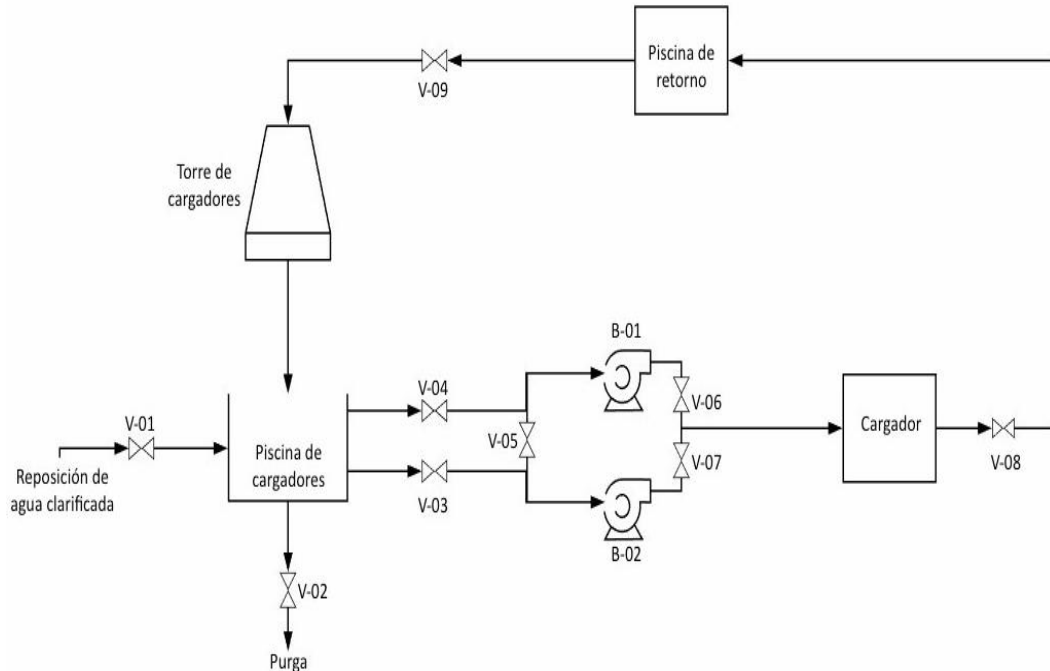 Piscina de
retorno
V-09
Torre de
cargadores
B-01
V-04
V-06
V-01
V-05
Cargador
Piscina de
cargadores
V-07
V-08
Reposición de
agua clarificada
V-03
B-02
V-02
Purga